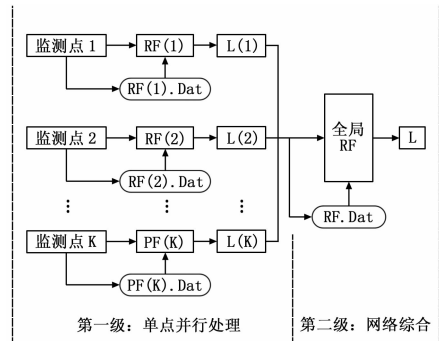 监测点1 RF(1) L(1)
RF(1).Dat
监测点2 RF(2) L(2)
全局
RF
L
RF(2).Dat
RF.Dat
监测点K PF(K) L(K)
PF(K).Dat
第一级：单点并行处理 第二级：网络综合